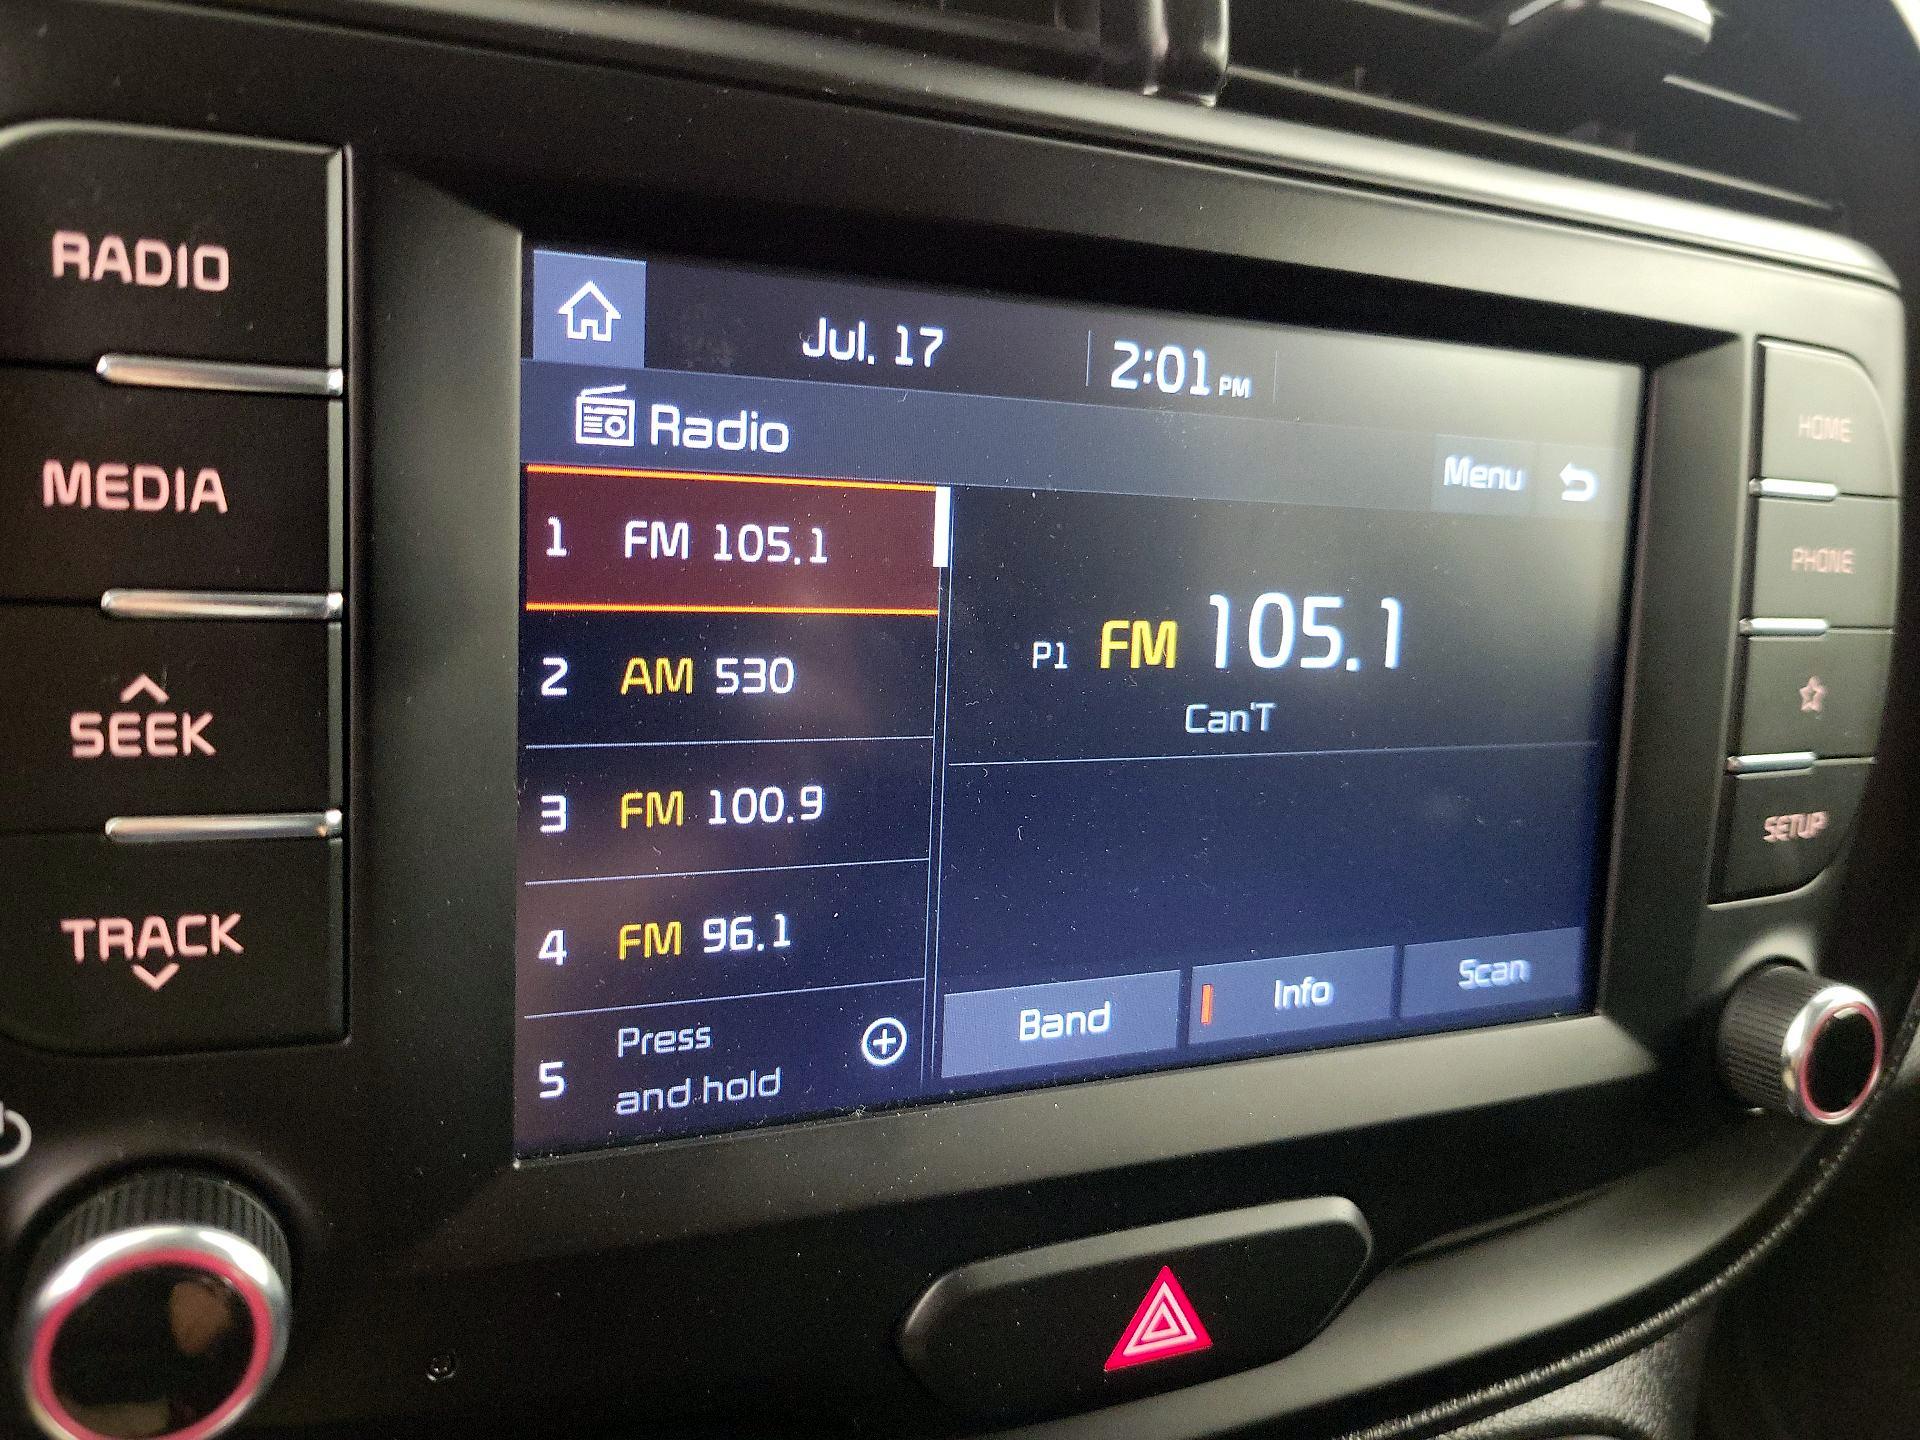 RADIO
MEDIA
SEEK
TRACK
Jul. 17
2:01 PM
Radio
Menu
1 FM 105.1
2 AM 530
3 FM 100.9
4 FM 96.1
5 Press
and hold
P1 FM 105.1
Can'T
Band
Info
Scan
HOME
PHONE
SETUP